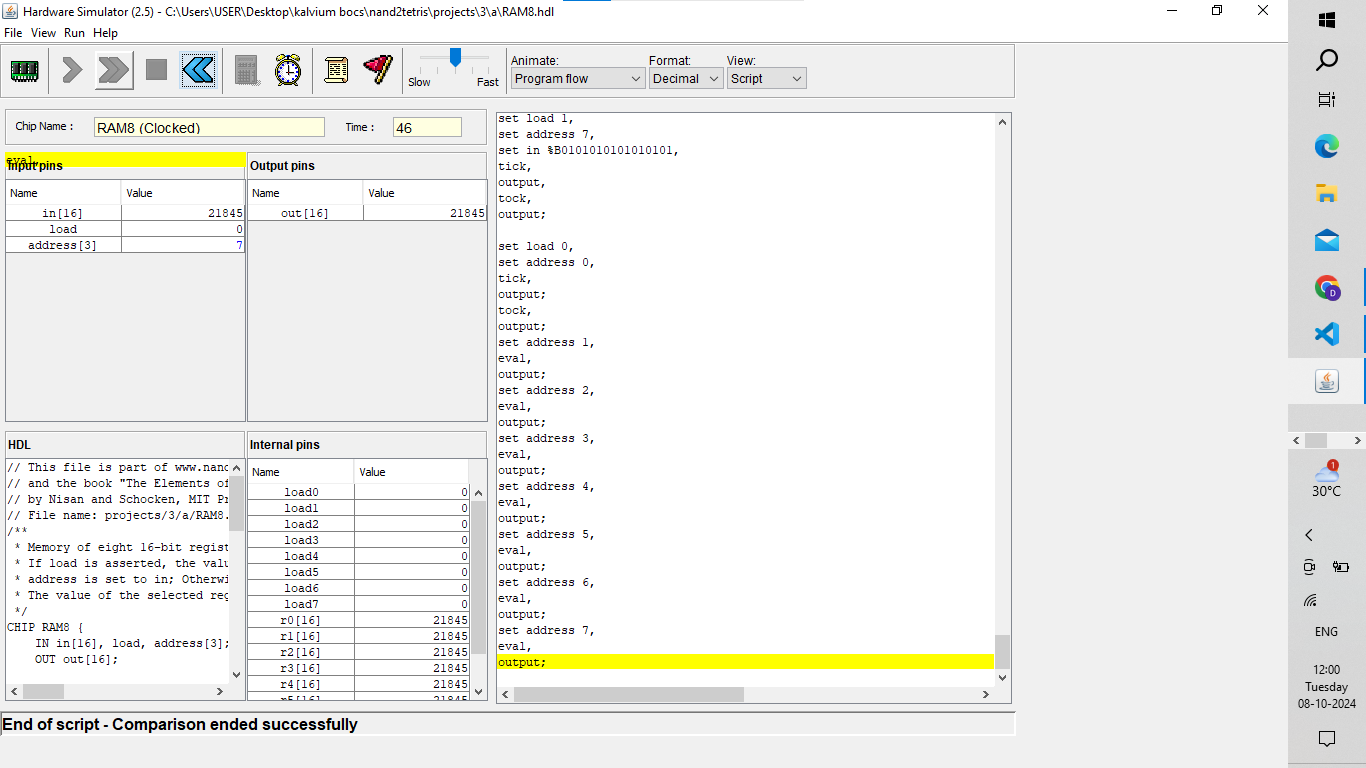 Hardware Simulator (2.5) - C:\Users\USER\Desktop\kalvium bocs\nand2tetris\projects\3\a\RAM8.hdl
File View Run Help
Slow Fast
Animate: Format: View:
Program flow Decimal Script
Chip Name : RAM8 (Clocked) Time : 46
eval,
Input pins
Name Value
in[16] 21845
load 0
address[3] 7
Output pins
Name Value
out[16] 21845
HDL
// This file is part of www.nand
// and the book "The Elements of
// by Nisan and Schocken, MIT Pr
// File name: projects/3/a/RAM8.
/**
* Memory of eight 16-bit regist
* If load is asserted, the valu
* address is set to in; Otherwi
* The value of the selected reg
*/
CHIP RAM8 {
IN in[16], load, address[3];
OUT out[16];
Internal pins
Name Value
load0 0
load1 0
load2 0
load3 0
load4 0
load5 0
load6 0
load7 0
r0[16] 21845
r1[16] 21845
r2[16] 21845
r3[16] 21845
r4[16] 21845
r5[16] 21845
set load 1,
set address 7,
set in %B0101010101010101,
tick,
output,
tock,
output;
set load 0,
set address 0,
tick,
output;
tock,
output;
set address 1,
eval,
output;
set address 2,
eval,
output;
set address 3,
eval,
output;
set address 4,
eval,
output;
set address 5,
eval,
output;
set address 6,
eval,
output;
set address 7,
eval,
output;
End of script - Comparison ended successfully
D
1
30°C
ENG
12:00
Tuesday
08-10-2024